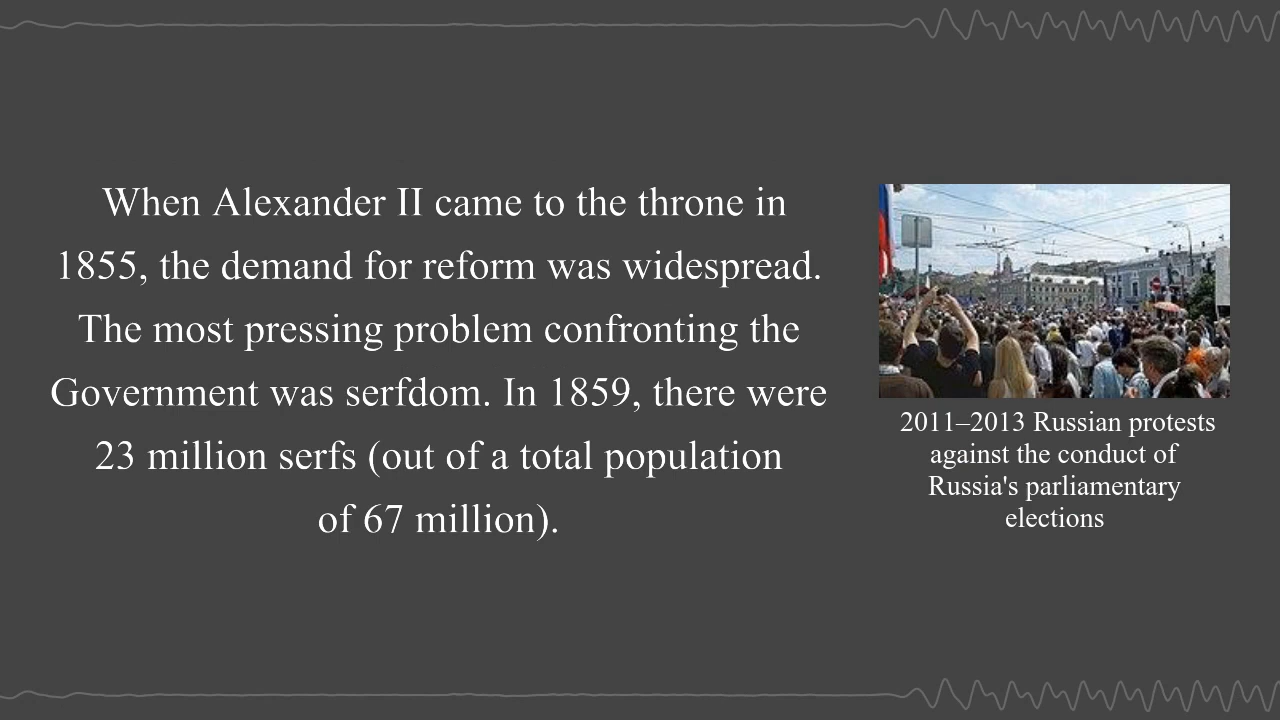 When Alexander II came to the throne in
1855, the demand for reform was widespread.
The most pressing problem confronting the
Government was serfdom. In 1859, there were
23 million serfs (out of a total population
of 67 million).
2011–2013 Russian protests
against the conduct of
Russia's parliamentary
elections